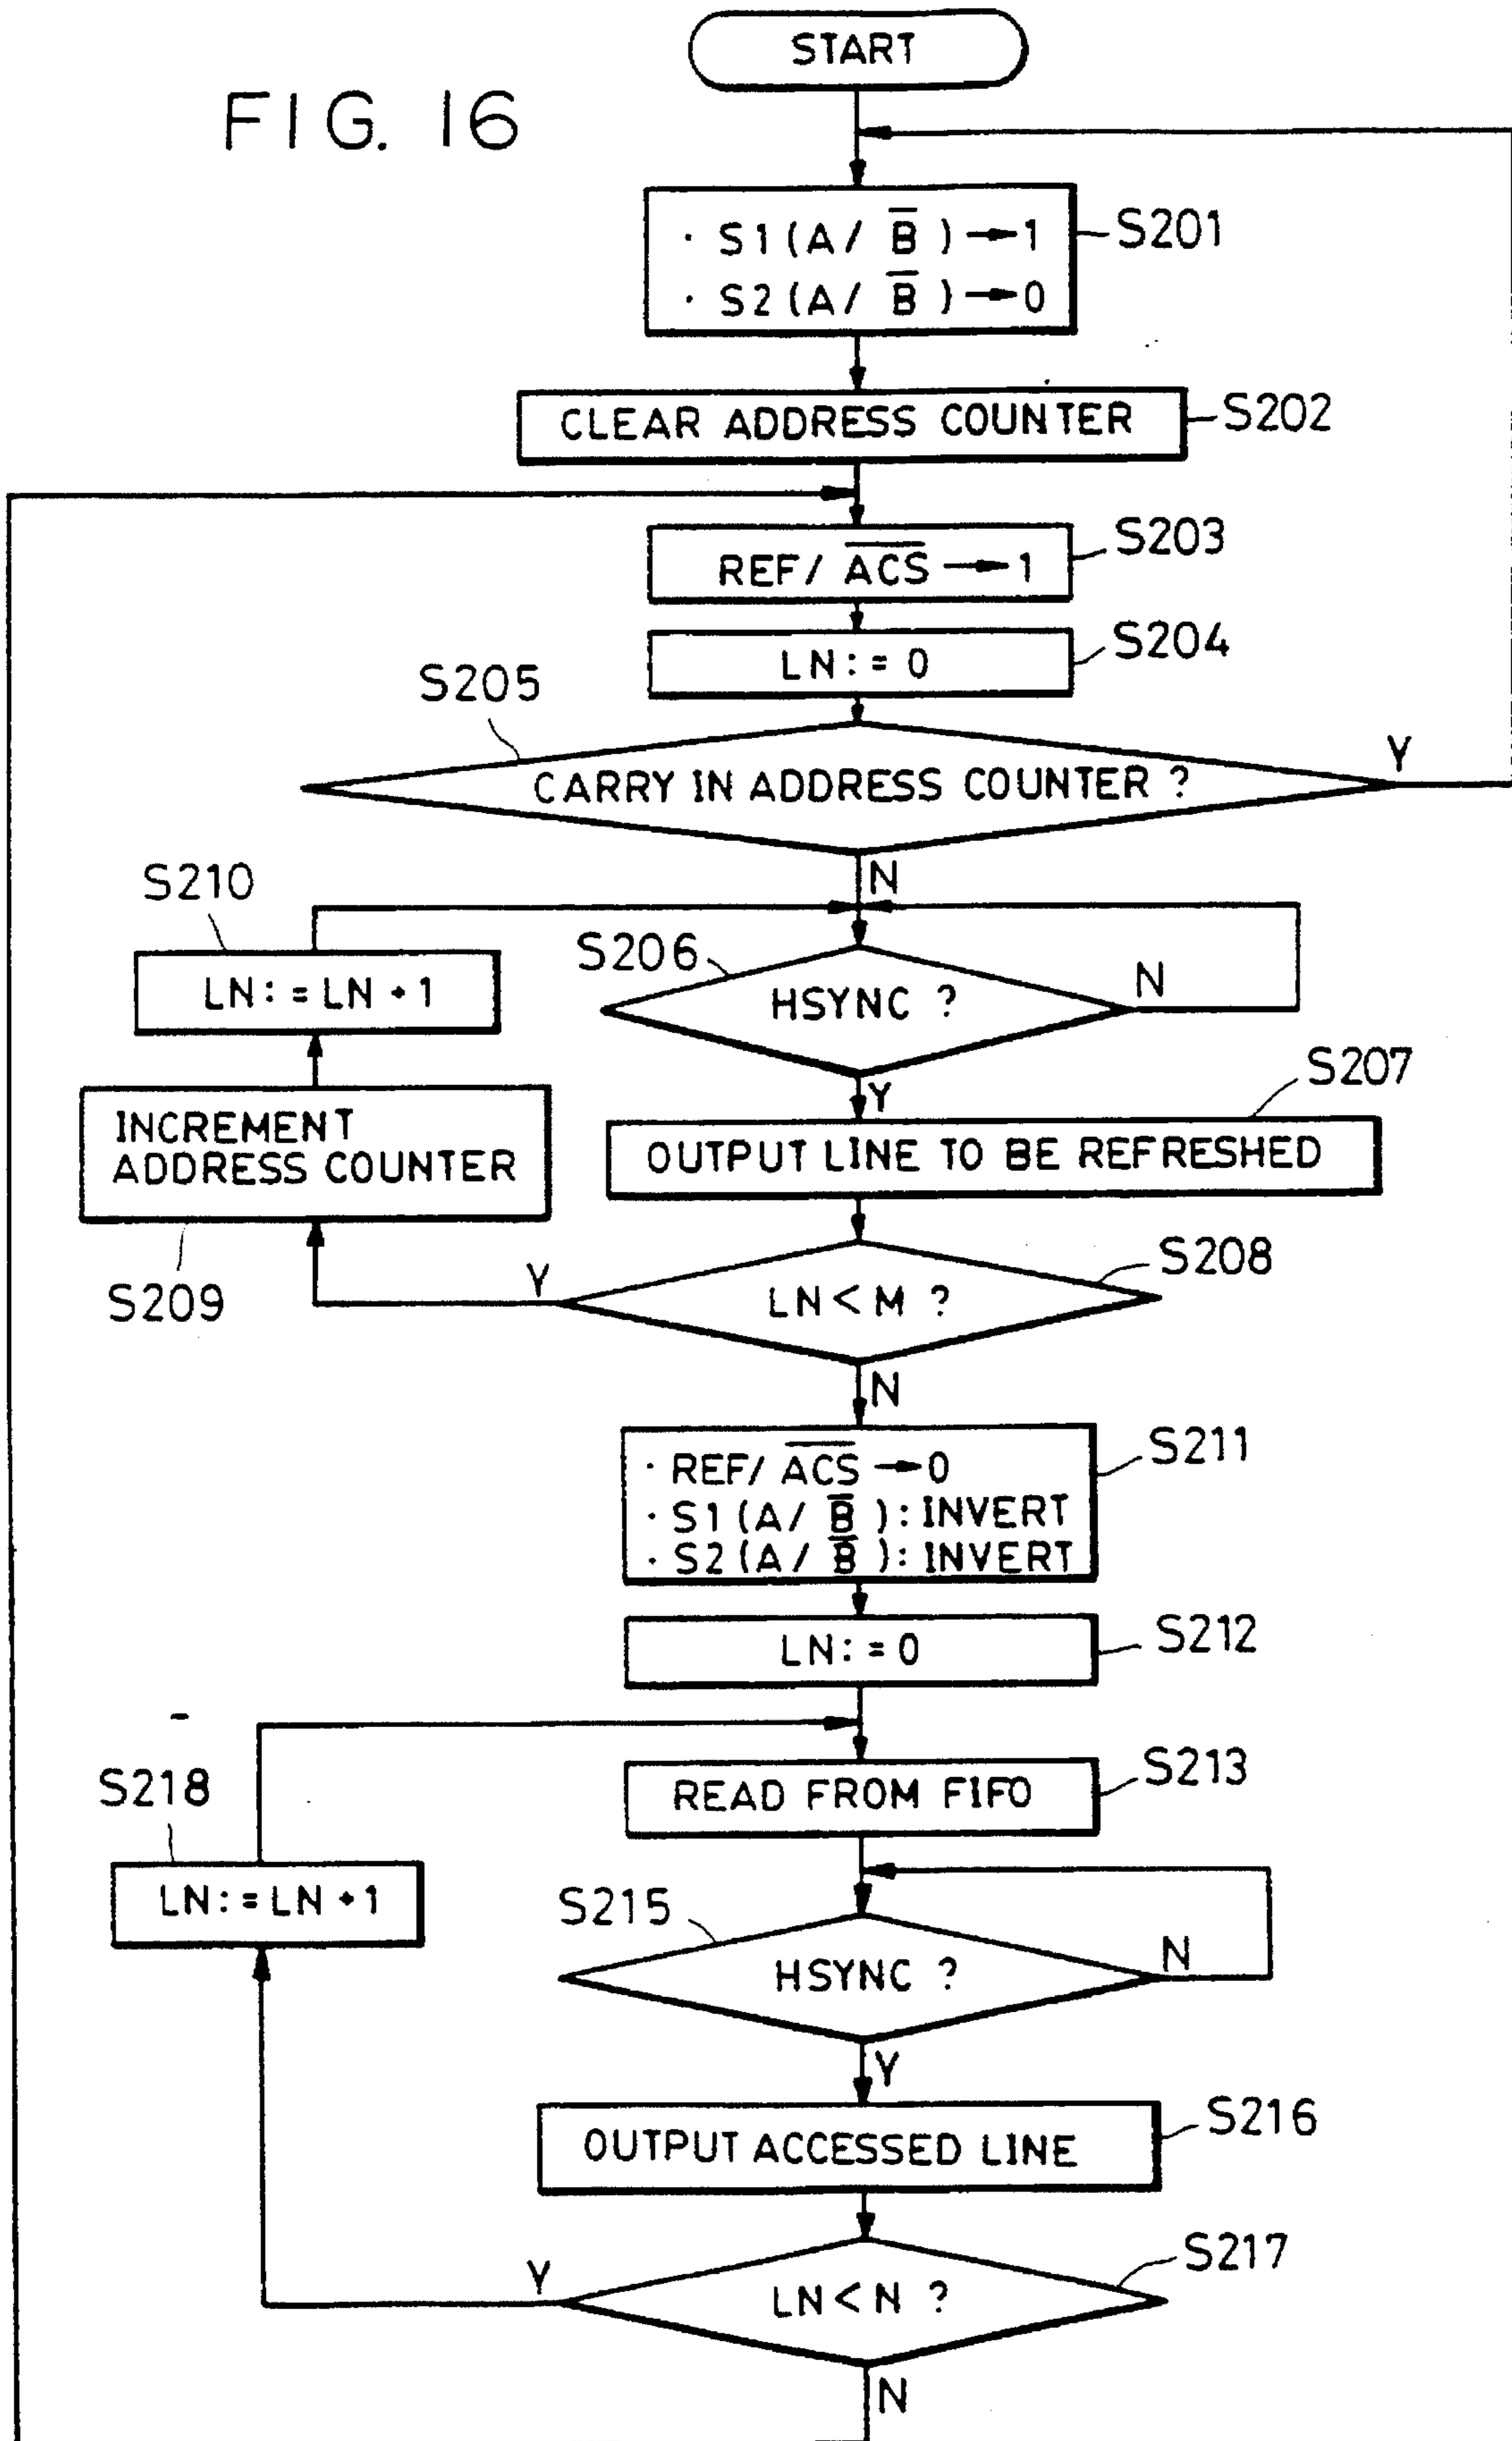 START
FIG. 16
· S1 (A/ B̅ ) → 1
· S2 (A/ B̅ ) → 0
S201
CLEAR ADDRESS COUNTER
S202
REF/ A̅C̅S̅ → 1
S203
LN : = 0
S204
S205
CARRY IN ADDRESS COUNTER ?
Y
N
S210
LN : = LN + 1
S206
HSYNC ?
N
Y
INCREMENT
ADDRESS COUNTER
S209
S207
OUTPUT LINE TO BE REFRESHED
S208
LN < M ?
Y
N
· REF/ A̅C̅S̅ → 0
· S1 (A/ B̅ ) : INVERT
· S2 (A/ B̅ ) : INVERT
S211
LN : = 0
S212
READ FROM FIFO
S213
S218
LN : = LN + 1
S215
HSYNC ?
N
Y
OUTPUT ACCESSED LINE
S216
S217
LN < N ?
Y
N